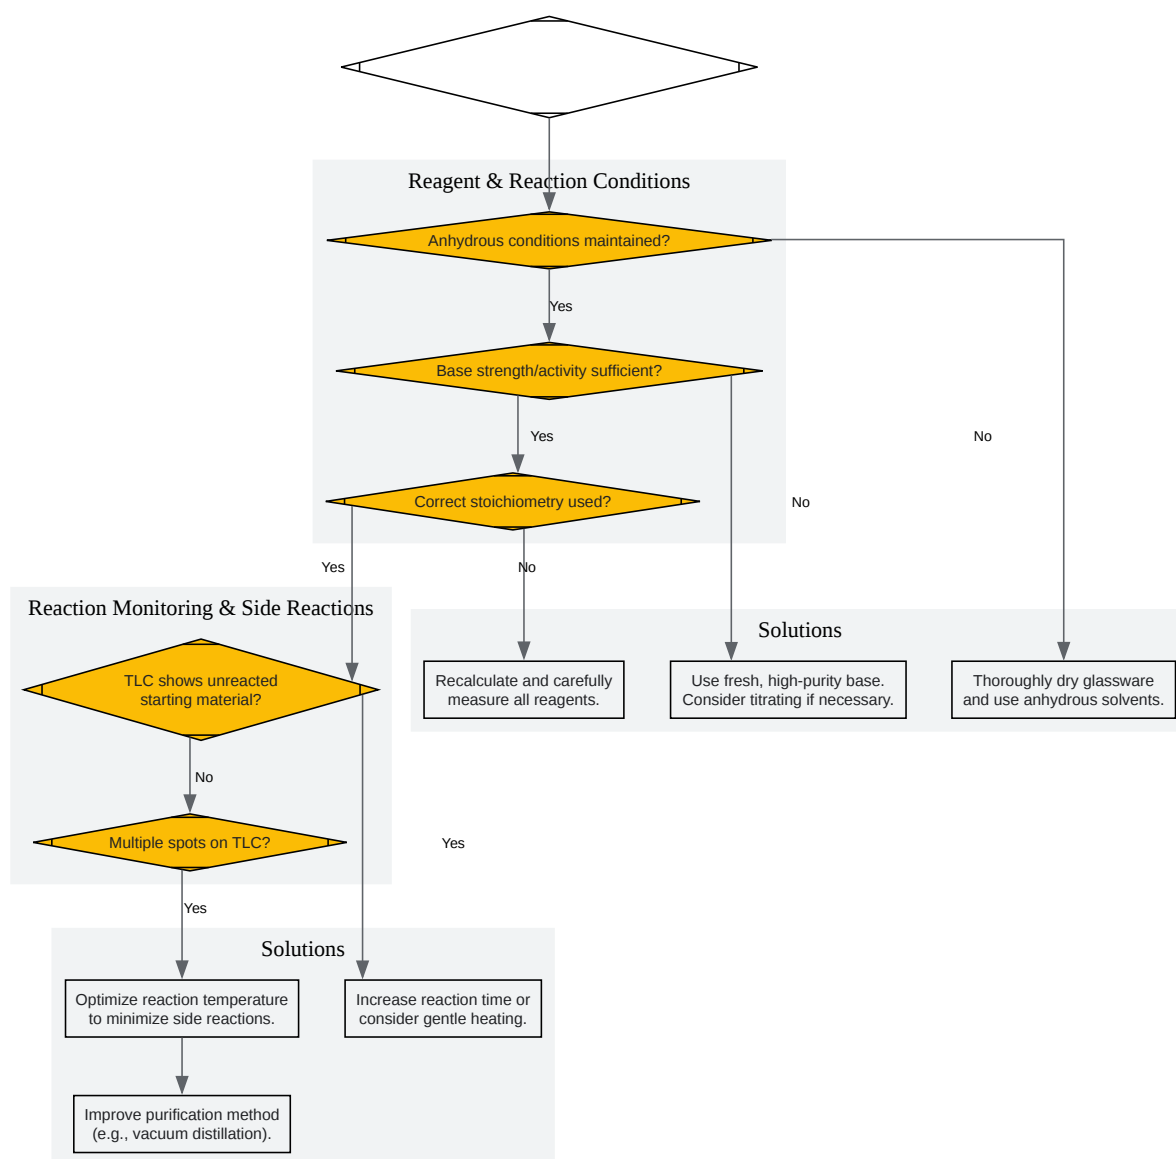 Reagent & Reaction Conditions
Anhydrous conditions maintained?
Yes
Base strength/activity sufficient?
Yes
No
Correct stoichiometry used?
No
Yes
No
Reaction Monitoring & Side Reactions
Solutions
TLC shows unreacted
starting material?
Recalculate and carefully
measure all reagents.
Use fresh, high-purity base.
Consider titrating if necessary.
Thoroughly dry glassware
and use anhydrous solvents.
No
Multiple spots on TLC?
Yes
Yes
Solutions
Optimize reaction temperature
to minimize side reactions.
Increase reaction time or
consider gentle heating.
Improve purification method
(e.g., vacuum distillation).